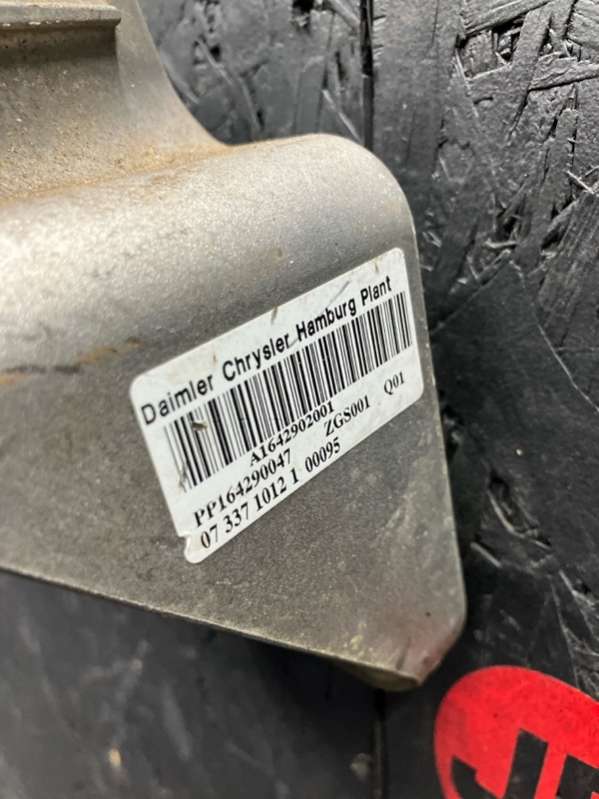 Daimler Chrysler Hamburg Plant
A1642902001
PP164290047 ZGS001 Q01
07 337 1012 1 00095